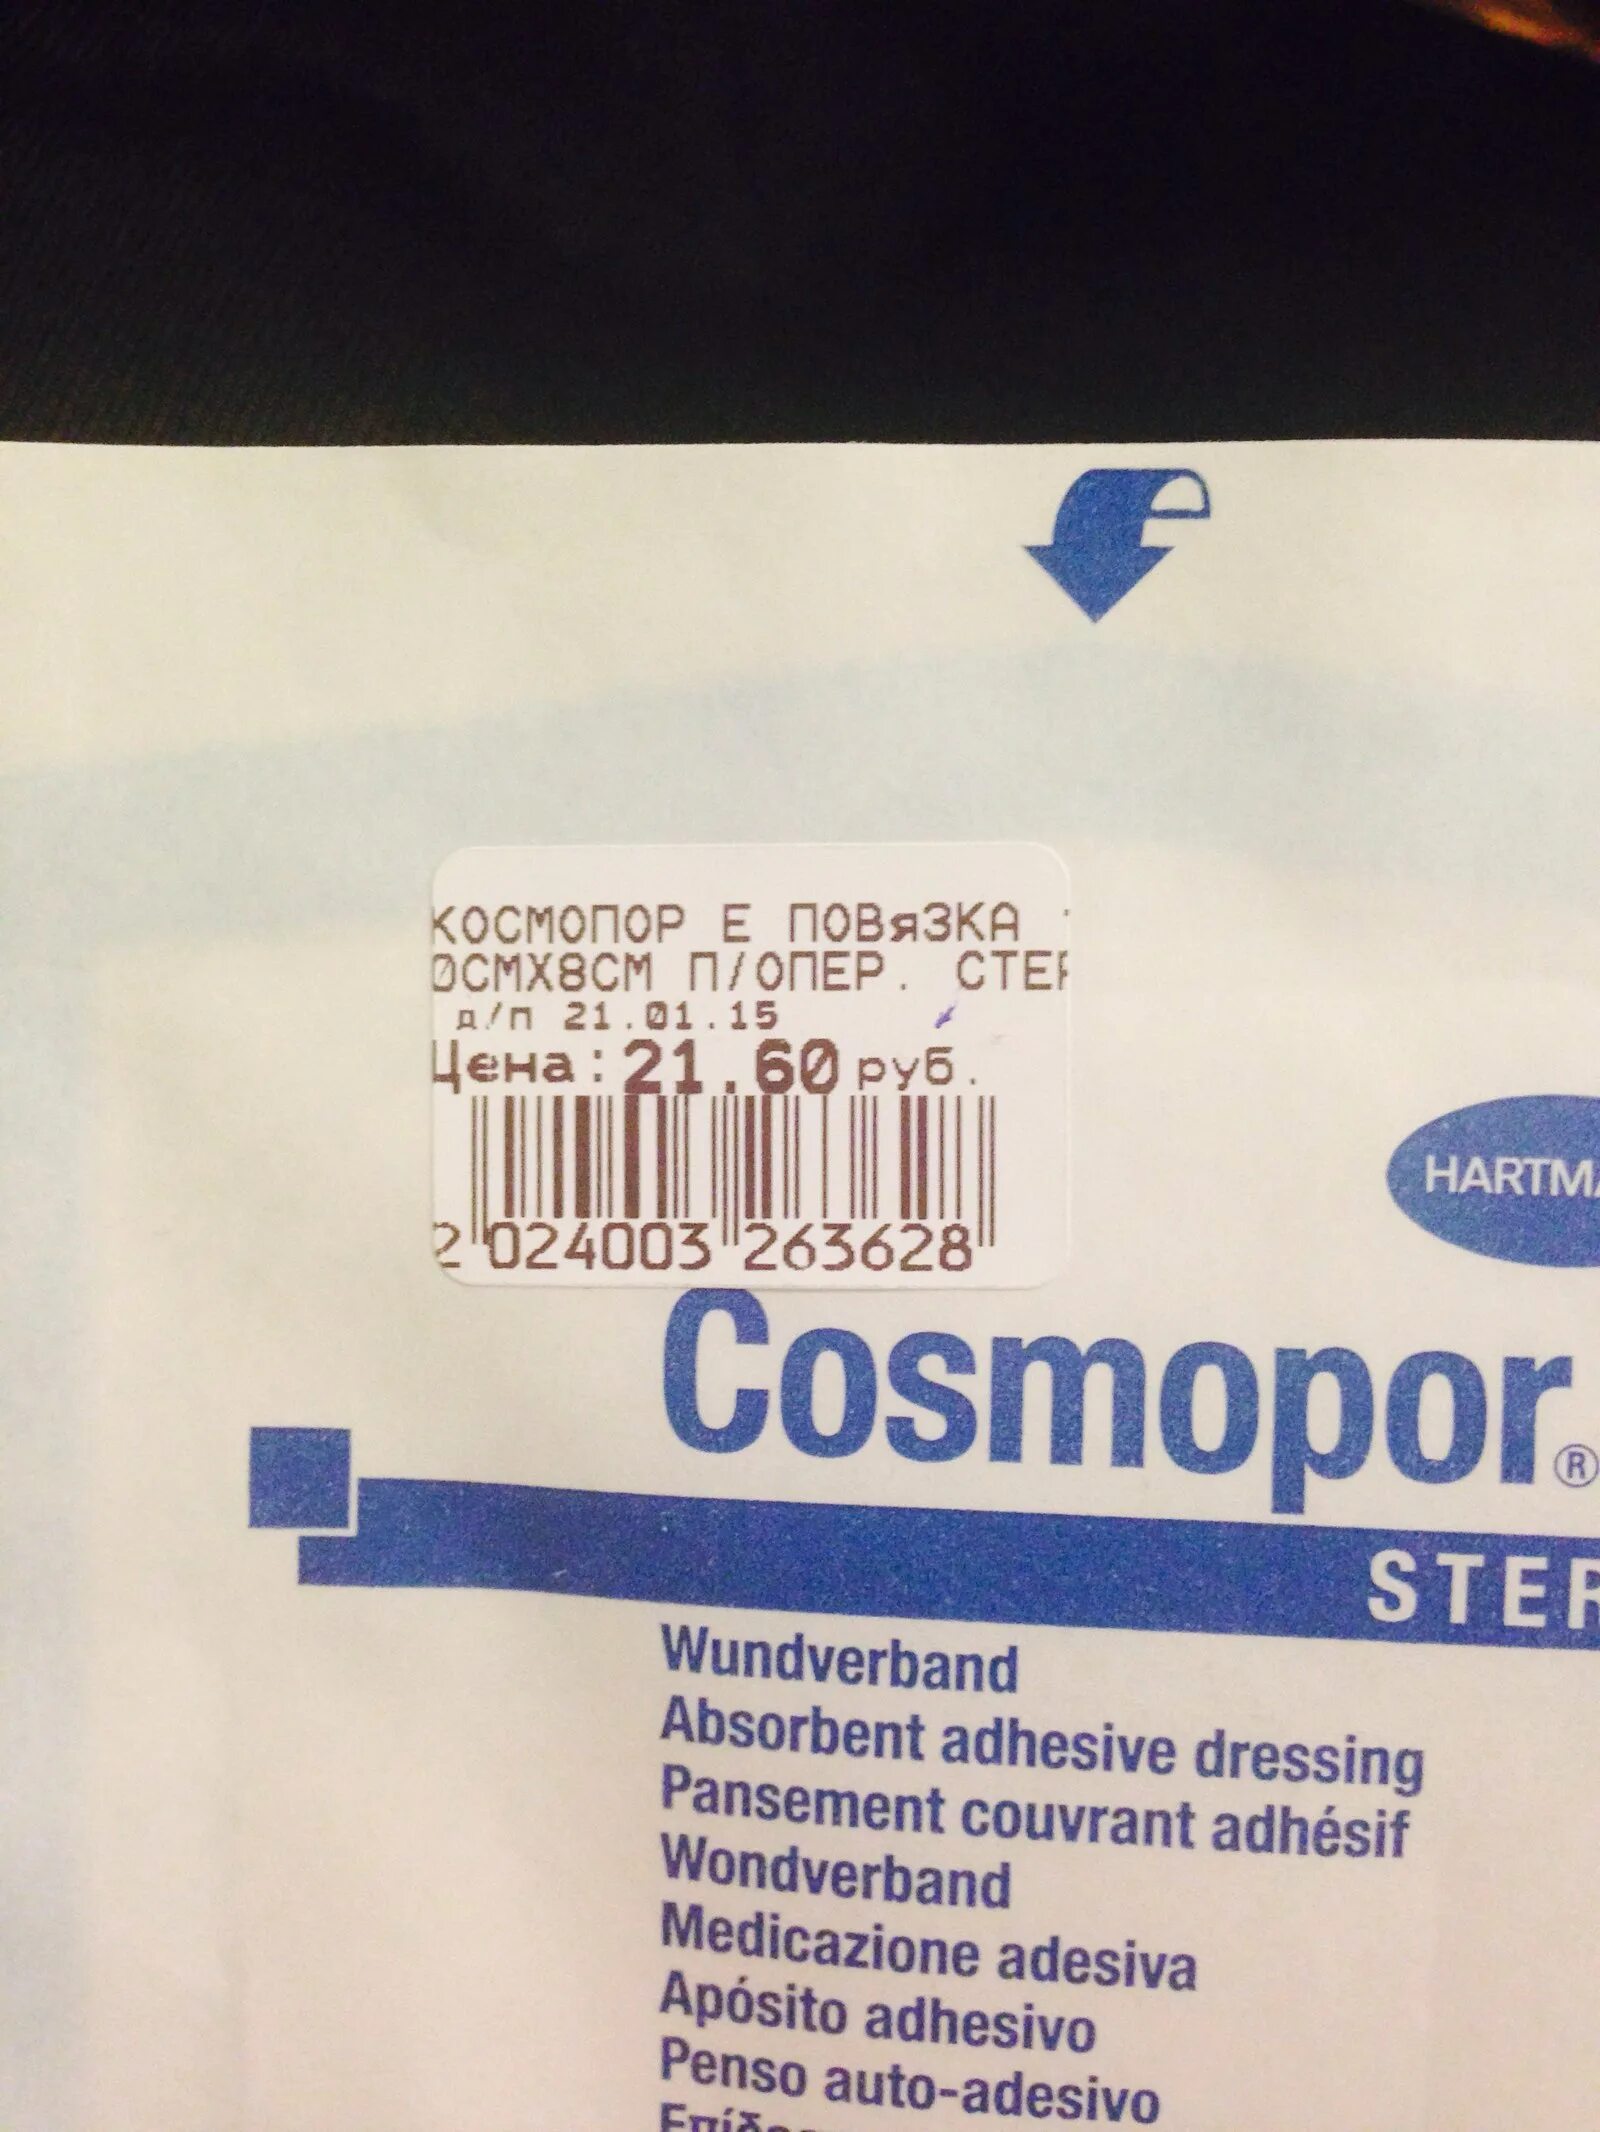 КОСМОПОР Е ПОВяЗКА
0СМХ8СМ П/ОПЕР. СТЕР
д/п 21.01.15
Цена: 21.60 руб.
2 024003 263628
HARTMA
Cosmopor®
STER
Wundverband
Absorbent adhesive dressing
Pansement couvrant adhésif
Wondverband
Medicazione adesiva
Apósito adhesivo
Penso auto-adesivo